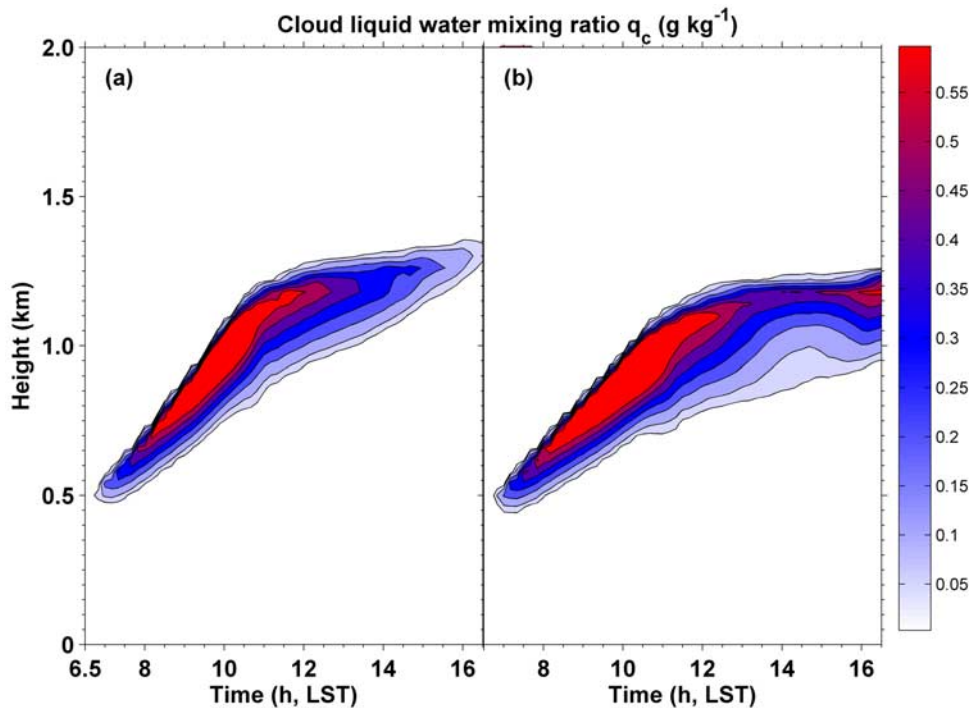 Cloud liquid water mixing ratio q_c (g kg^-1)
(a)
(b)
2.0
1.5
1.0
0.5
0
Height (km)
6.5 8 10 12 14 16
8 10 12 14 16
Time (h, LST)
Time (h, LST)
0.55
0.5
0.45
0.4
0.35
0.3
0.25
0.2
0.15
0.1
0.05